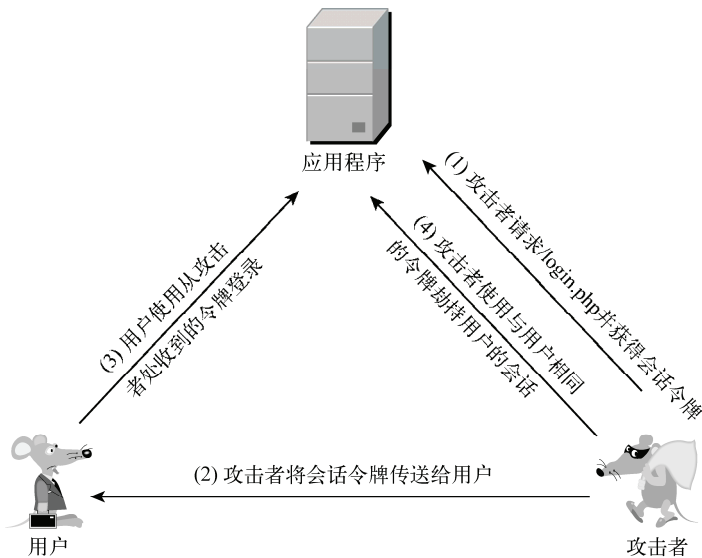 应用程序
(1) 攻击者请求/login.php并获得会话令牌
(4) 攻击者使用与用户相同
的令牌劫持用户的会话
(3) 用户使用从攻击
者处收到的令牌登录
(2) 攻击者将会话令牌传送给用户
用户
攻击者